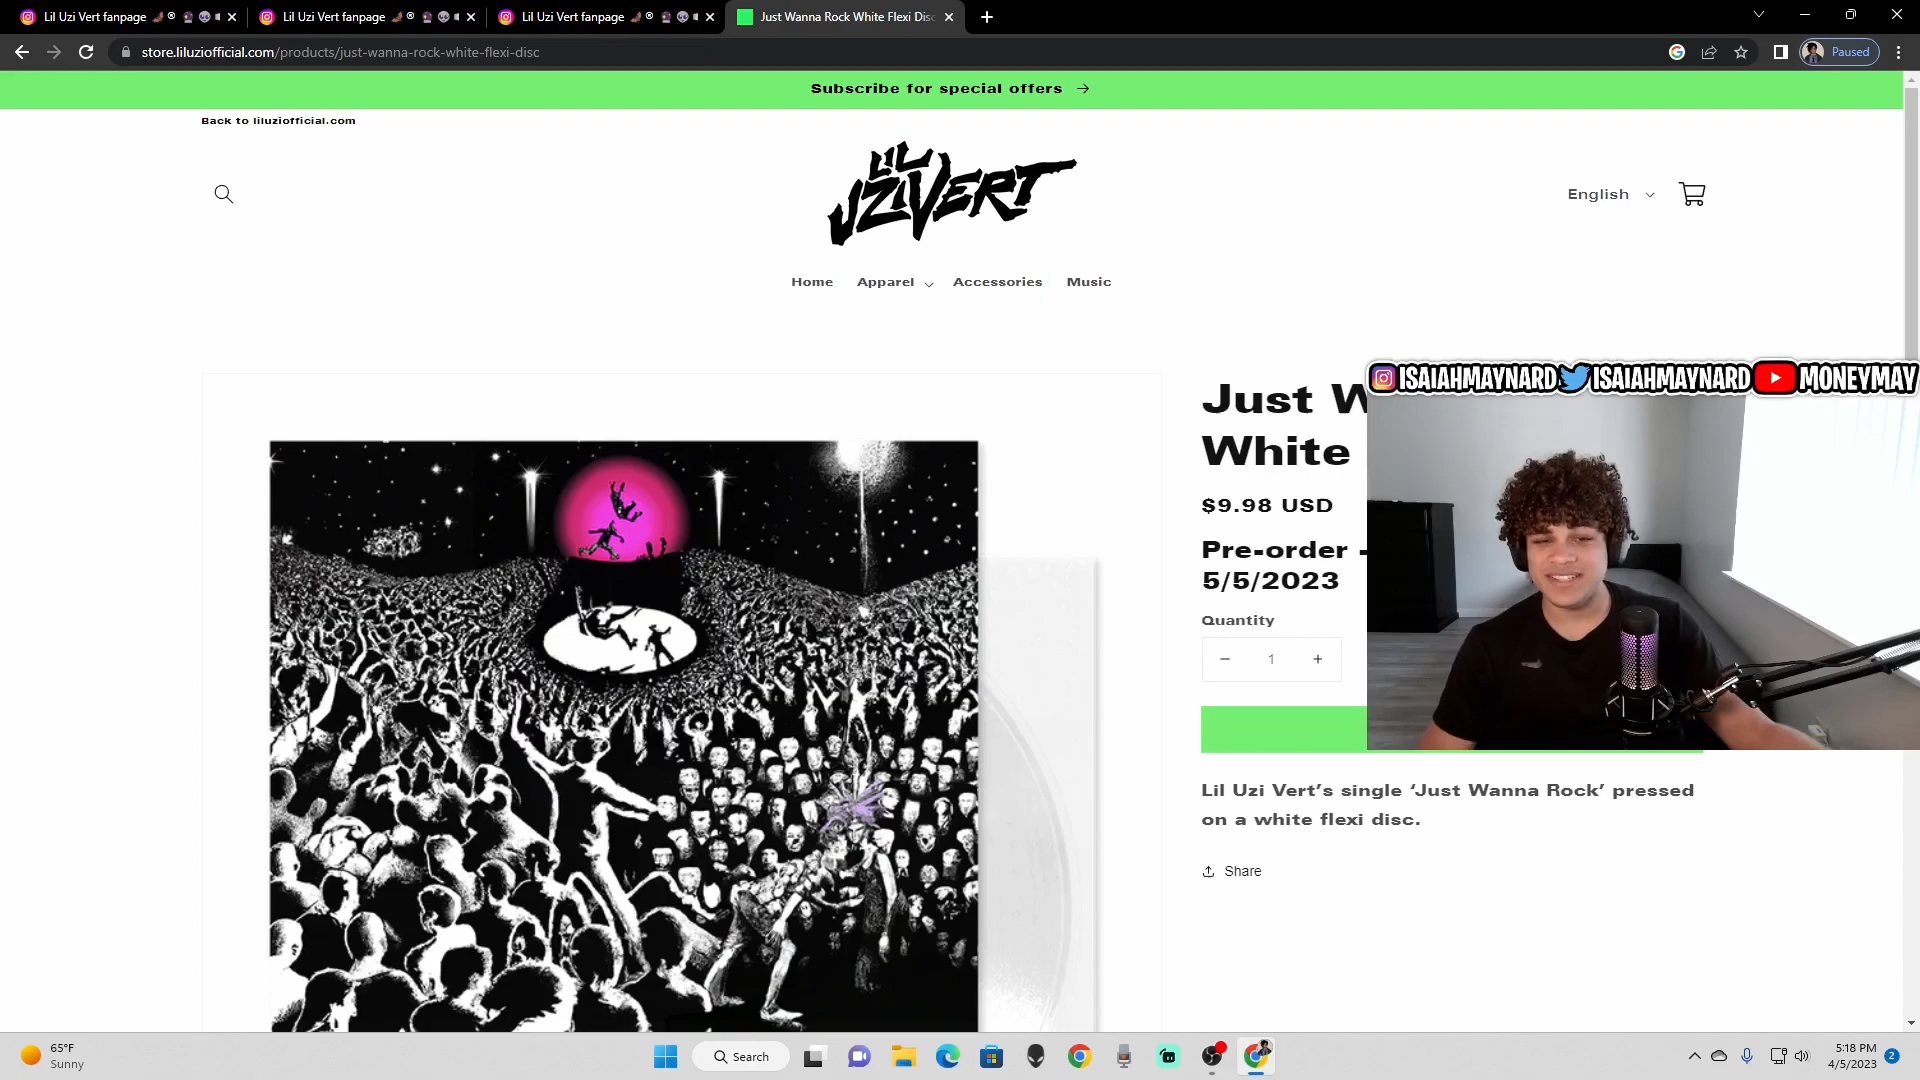 Lil Uzi Vert fanpage
Lil Uzi Vert fanpage
Lil Uzi Vert fanpage
Just Wanna Rock White Flexi Disc
store.liluziofficial.com/products/just-wanna-rock-white-flexi-disc
Paused
Subscribe for special offers →
Back to liluziofficial.com
LIL UZI VERT
English
Home Apparel Accessories Music
ISAIAHMAYNARD ISAIAHMAYNARD MONEYMAY
Just W
White
$9.98 USD
Pre-order -
5/5/2023
Quantity
− 1 +
Lil Uzi Vert’s single ‘Just Wanna Rock’ pressed
on a white flexi disc.
Share
65°F
Sunny
Search
5:18 PM
4/5/2023
2